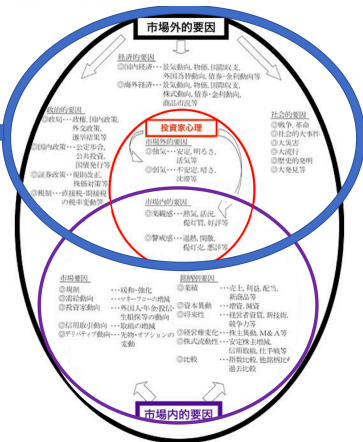 市場外的要因
経済的要因
◎国内経済‥‥景気動向、物価、国際収支、
外国為替動向、債券・金利動向等
◎海外経済‥‥景気動向、物価、国際収支、
株式動向、債券・金利動向、
商品市況等
政治的要因
◎政局‥‥政権、国内政策、
外交政策、
選挙結果等
◎国内政策‥‥公定歩合、
公共投資、
国債発行等
◎証券政策‥‥規制改正、
株価対策等
◎税制‥‥直接税・間接税
の税率変動等
社会的要因
◎戦争、革命
◎社会的大事件
◎大災害
◎大流行
◎歴史的発明
◎大発見等
投資家心理
市場外的要因
◎強気‥‥安定、明るさ、
活気等
◎弱気‥‥不安定、暗さ、
沈滞等
市場内的要因
◎楽観感‥‥熱気、活況、
提灯買、好評等
◎警戒感‥‥過熱、閑散、
提灯売、悪評等
市場要因
◎規制 ‥‥緩和・強化
◎需給動向 ‥‥マネーフローの増減
◎投資家動向 ‥‥外国人・年金・投信・
生損保等の動向
◎信用取引動向‥‥取組の増減
◎デリバティブ動向‥‥先物・オプションの
変動
銘柄別要因
◎業績 ‥‥売上、利益、配当、
新商品等
◎資本異動 ‥‥増資、減資
◎将来性 ‥‥経営者資質、新技術、
競争力等
◎経営権変化‥‥株主異動、M&A等
◎株式流動性‥‥安定株主増減、
信用取組、仕手戦等
◎比較 ‥‥指数比較、他銘柄比較
過去比較
市場内的要因